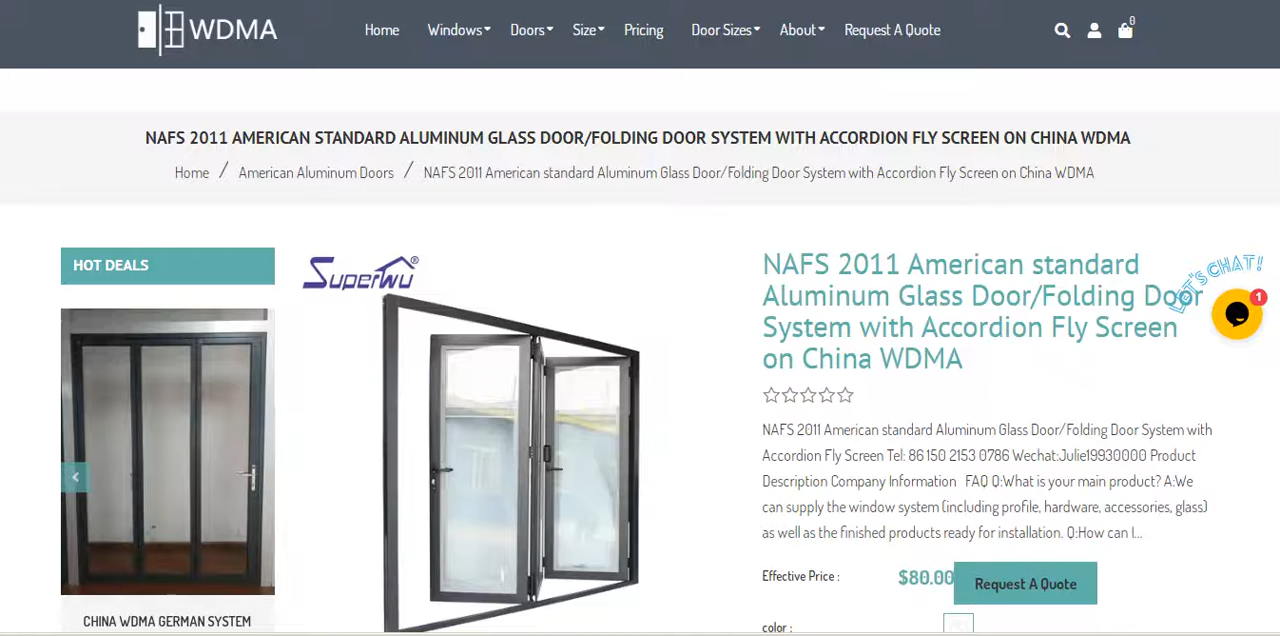 WDMA
Home Windows Doors Size Pricing Door Sizes About Request A Quote
0
NAFS 2011 AMERICAN STANDARD ALUMINUM GLASS DOOR/FOLDING DOOR SYSTEM WITH ACCORDION FLY SCREEN ON CHINA WDMA
Home / American Aluminum Doors / NAFS 2011 American standard Aluminum Glass Door/Folding Door System with Accordion Fly Screen on China WDMA
HOT DEALS
CHINA WDMA GERMAN SYSTEM
SUPERWU®
NAFS 2011 American standard
Aluminum Glass Door/Folding Door
System with Accordion Fly Screen
on China WDMA
NAFS 2011 American standard Aluminum Glass Door/Folding Door System with
Accordion Fly Screen Tel: 86 150 2153 0786 Wechat:Julie19930000 Product
Description Company Information FAQ Q:What is your main product? A:We
can supply the window system (including profile, hardware, accessories, glass)
as well as the finished products ready for installation. Q:How can I...
Effective Price : $80.00 Request A Quote
color :
LET'S CHAT!
1